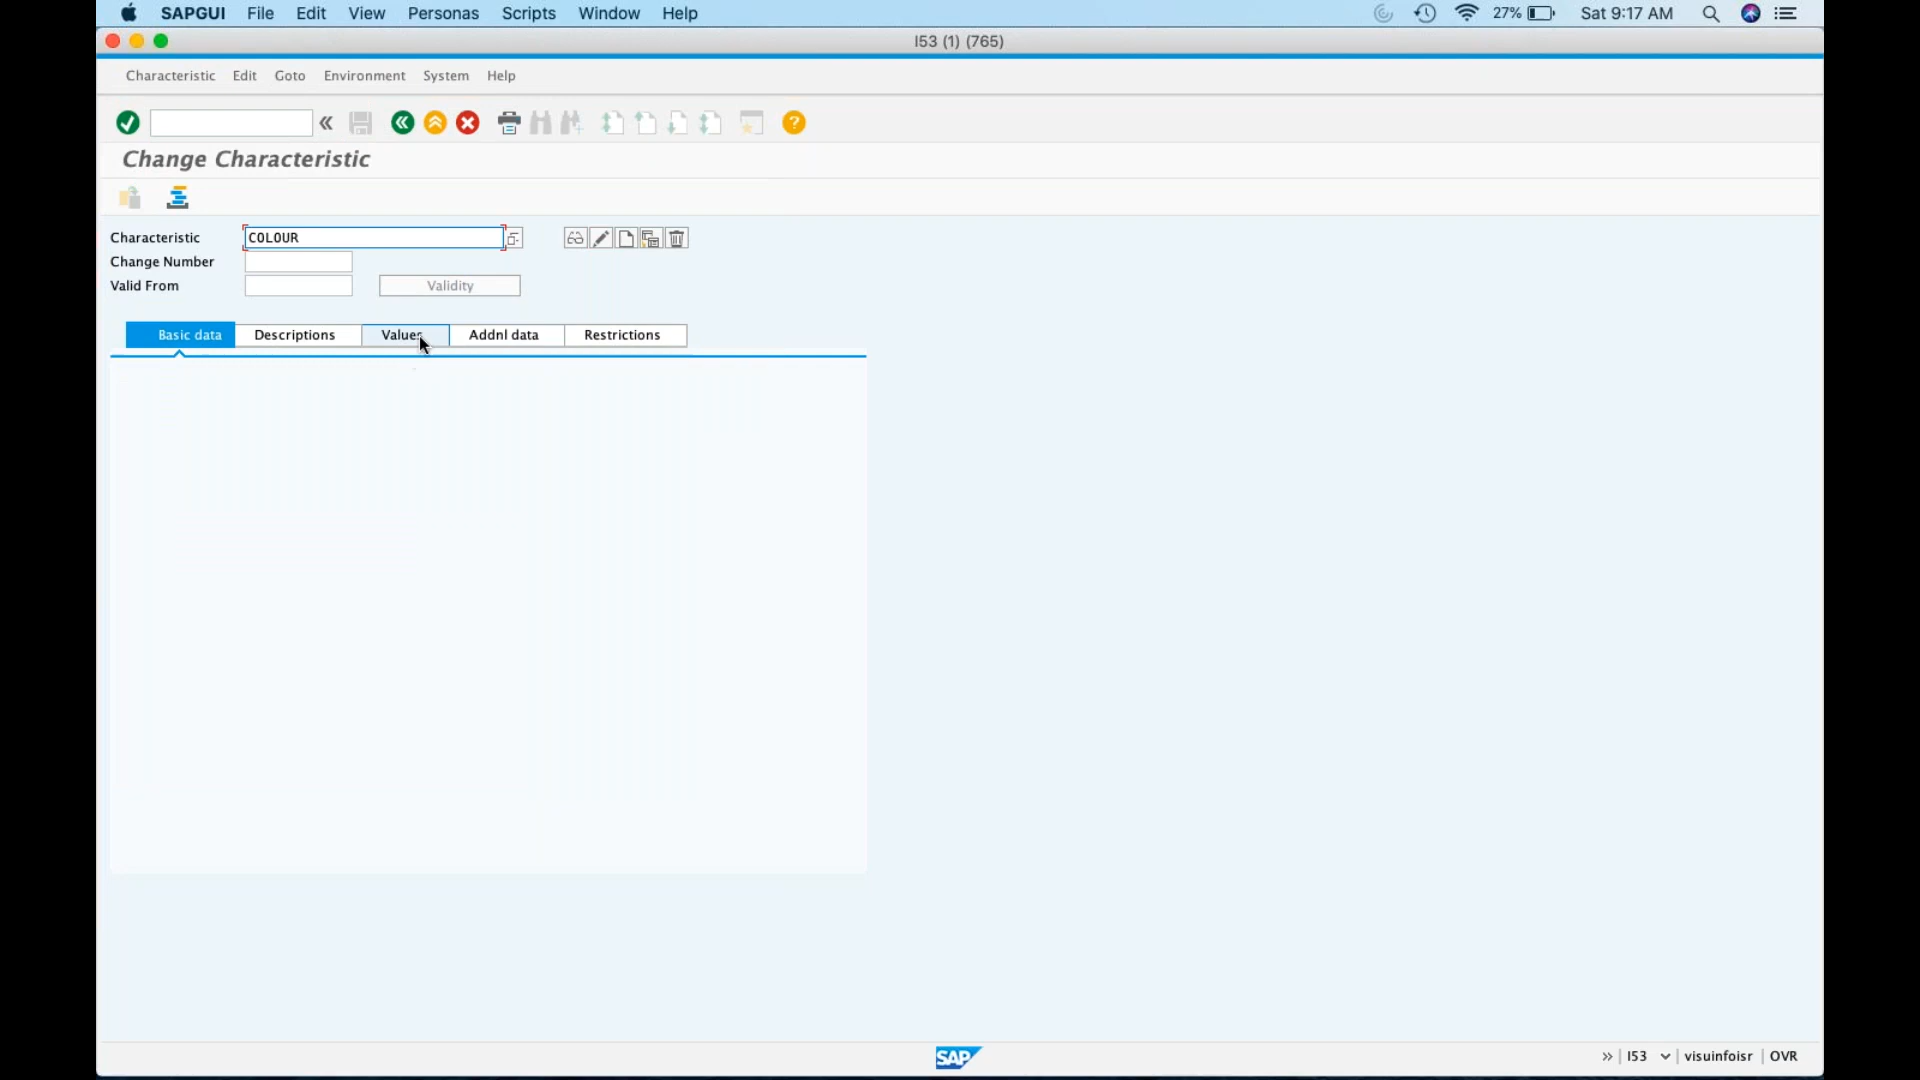 SAPGUI File Edit View Personas Scripts Window Help 27% Sat 9:17 AM
I53 (1) (765)
Characteristic Edit Goto Environment System Help
Change Characteristic
Characteristic COLOUR
Change Number
Valid From Validity
Basic data Descriptions Values Addnl data Restrictions
SAP I53 visuinfoisr OVR